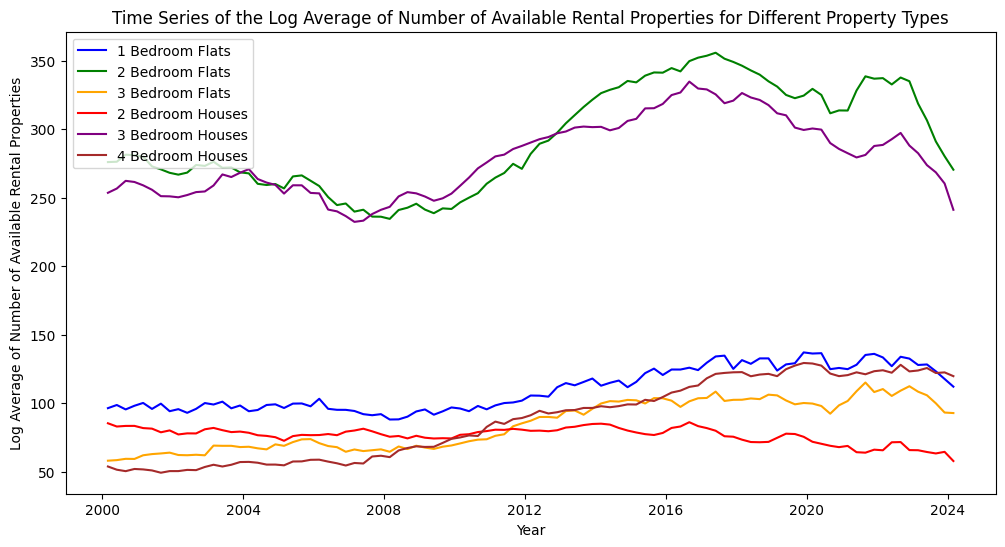 Time Series of the Log Average of Number of Available Rental Properties for Different Property Types
Log Average of Number of Available Rental Properties
350
300
250
200
150
100
50
1 Bedroom Flats
2 Bedroom Flats
3 Bedroom Flats
2 Bedroom Houses
3 Bedroom Houses
4 Bedroom Houses
2000 2004 2008 2012 2016 2020 2024
Year